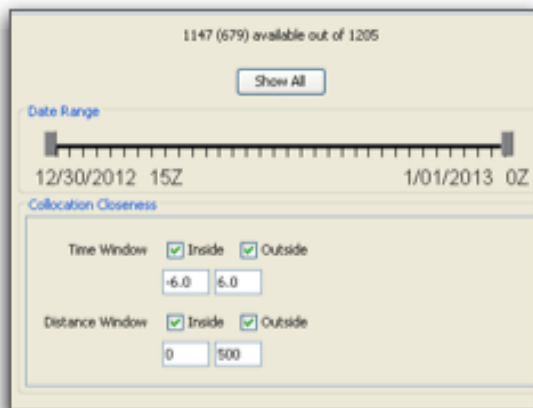 1147 (679) available out of 1205
Show All
Date Range
12/30/2012 15Z 1/01/2013 0Z
Collocation Closeness
Time Window Inside Outside
-6.0 6.0
Distance Window Inside Outside
0 500